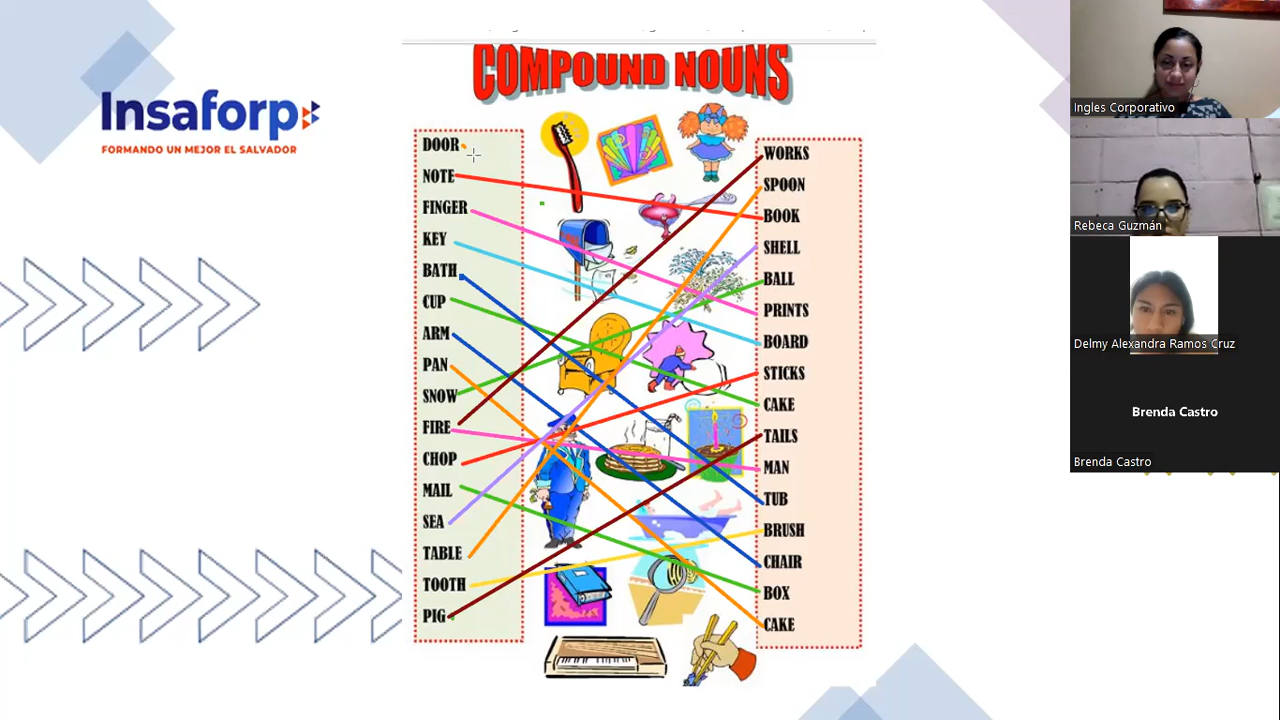 COMPOUND NOUNS
Insaforp
FORMANDO UN MEJOR EL SALVADOR
DOOR
NOTE
FINGER
KEY
BATH
CUP
ARM
PAN
SNOW
FIRE
CHOP
MAIL
SEA
TABLE
TOOTH
PIG
WORKS
SPOON
BOOK
SHELL
BALL
PRINTS
BOARD
STICKS
CAKE
TAILS
MAN
TUB
BRUSH
CHAIR
BOX
CAKE
Ingles Corporativo
Rebeca Guzmán
Delmy Alexandra Ramos Cruz
Brenda Castro
Brenda Castro